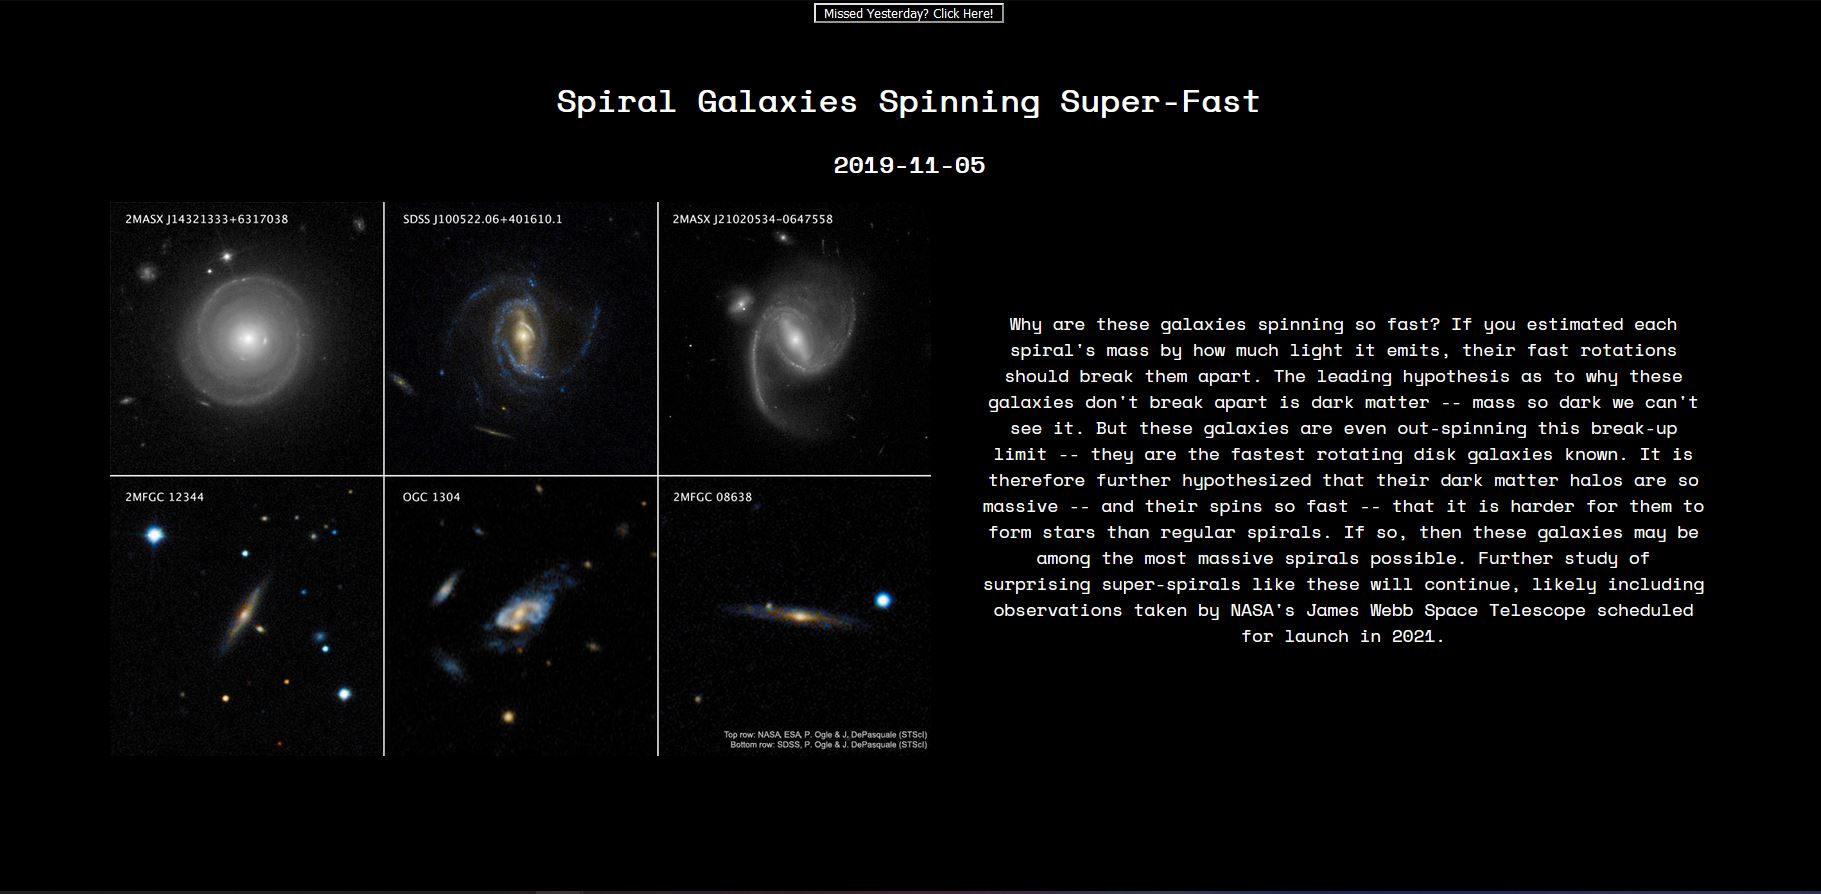 Missed Yesterday? Click Here!
Spiral Galaxies Spinning Super-Fast
2019-11-05
2MASX J14321333+6317038
SDSS J100522.06+401610.1
2MASX J21020534-0647558
2MFGC 12344
OGC 1304
2MFGC 08638
Top row: NASA, ESA, P. Ogle & J. DePasquale (STScI)
Bottom row: SDSS, P. Ogle & J. DePasquale (STScI)
Why are these galaxies spinning so fast? If you estimated each
spiral's mass by how much light it emits, their fast rotations
should break them apart. The leading hypothesis as to why these
galaxies don't break apart is dark matter -- mass so dark we can't
see it. But these galaxies are even out-spinning this break-up
limit -- they are the fastest rotating disk galaxies known. It is
therefore further hypothesized that their dark matter halos are so
massive -- and their spins so fast -- that it is harder for them to
form stars than regular spirals. If so, then these galaxies may be
among the most massive spirals possible. Further study of
surprising super-spirals like these will continue, likely including
observations taken by NASA's James Webb Space Telescope scheduled
for launch in 2021.